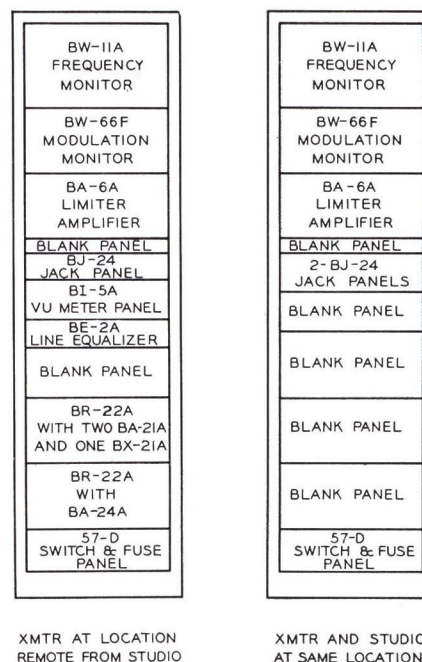 BW-11A
FREQUENCY
MONITOR
BW-66F
MODULATION
MONITOR
BA-6A
LIMITER
AMPLIFIER
BLANK PANEL
BJ-24
JACK PANEL
BI-5A
VU METER PANEL
BE-2A
LINE EQUALIZER
BLANK PANEL
BR-22A
WITH TWO BA-21A
AND ONE BX-21A
BR-22A
WITH
BA-24A
57-D
SWITCH & FUSE
PANEL
XMTR AT LOCATION
REMOTE FROM STUDIO
BW-11A
FREQUENCY
MONITOR
BW-66F
MODULATION
MONITOR
BA-6A
LIMITER
AMPLIFIER
BLANK PANEL
2-BJ-24
JACK PANELS
BLANK PANEL
BLANK PANEL
BLANK PANEL
BLANK PANEL
57-D
SWITCH & FUSE
PANEL
XMTR AND STUDIO
AT SAME LOCATION